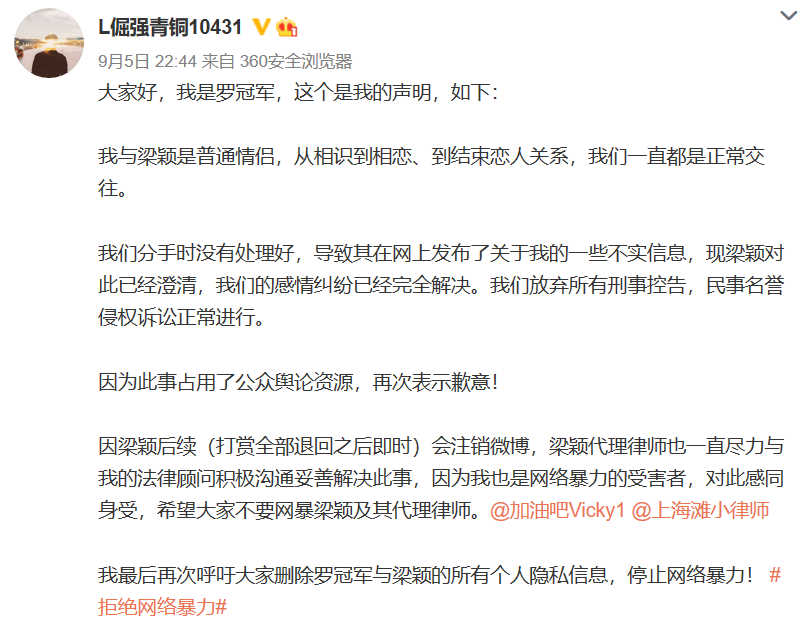 L倔强青铜10431
9月5日 22:44 来自 360安全浏览器
大家好，我是罗冠军，这个是我的声明，如下：
我与梁颖是普通情侣，从相识到相恋、到结束恋人关系，我们一直都是正常交
往。
我们分手时没有处理好，导致其在网上发布了关于我的一些不实信息，现梁颖对
此已经澄清，我们的感情纠纷已经完全解决。我们放弃所有刑事控告，民事名誉
侵权诉讼正常进行。
因为此事占用了公众舆论资源，再次表示歉意！
因梁颖后续（打赏全部退回之后即时）会注销微博，梁颖代理律师也一直尽力与
我的法律顾问积极沟通妥善解决此事，因为我也是网络暴力的受害者，对此感同
身受，希望大家不要网暴梁颖及其代理律师。@加油吧Vicky1 @上海滩小律师
我最后再次呼吁大家删除罗冠军与梁颖的所有个人隐私信息，停止网络暴力！#
拒绝网络暴力#